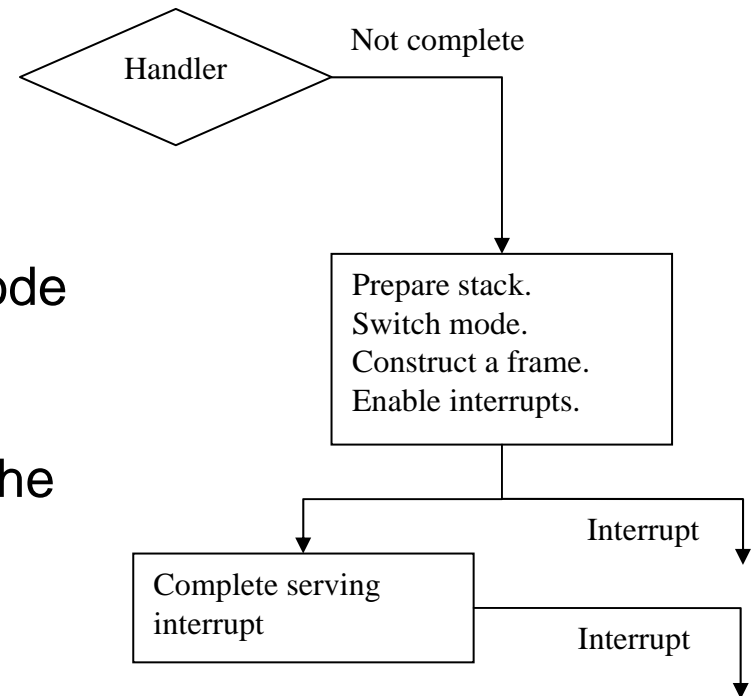 Not complete
Handler
ode
Prepare stack.
Switch mode.
Construct a frame.
Enable interrupts.
he
Interrupt
Complete serving
interrupt
Interrupt